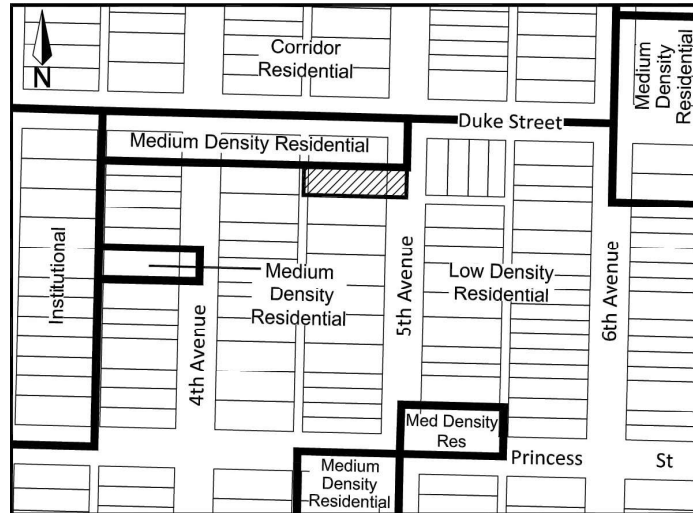 N
Corridor
Residential
Medium
Density
Residential
Duke Street
Medium Density Residential
Institutional
Medium
Density
Residential
Low Density
Residential
4th Avenue
5th Avenue
6th Avenue
Med Density
Res
Princess St
Medium
Density
Residential